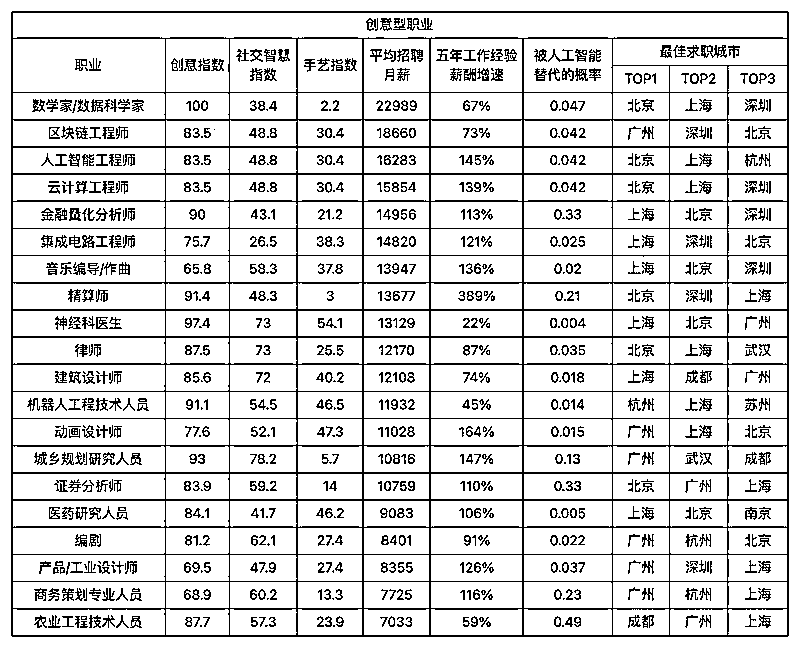 创意型职业
职业 创意指数 社交智慧指数 手艺指数 平均招聘月薪 五年工作经验薪酬增速 被人工智能替代的概率 最佳求职城市
TOP1 TOP2 TOP3
数学家/数据科学家 100 38.4 2.2 22989 67% 0.047 北京 上海 深圳
区块链工程师 83.5 48.8 30.4 18660 73% 0.042 广州 深圳 北京
人工智能工程师 83.5 48.8 30.4 16283 145% 0.042 北京 上海 杭州
云计算工程师 83.5 48.8 30.4 15854 139% 0.042 北京 上海 深圳
金融量化分析师 90 43.1 21.2 14956 113% 0.33 上海 北京 深圳
集成电路工程师 75.7 26.5 38.3 14820 121% 0.025 上海 深圳 北京
音乐编导/作曲 65.8 58.3 37.8 13947 136% 0.02 上海 北京 深圳
精算师 91.4 48.3 3 13677 389% 0.21 北京 深圳 上海
神经科医生 97.4 73 54.1 13129 22% 0.004 上海 北京 广州
律师 87.5 73 25.5 12170 87% 0.035 北京 上海 武汉
建筑设计师 85.6 72 40.2 12108 74% 0.018 上海 成都 广州
机器人工程技术人员 91.1 54.5 46.5 11932 45% 0.014 杭州 上海 苏州
动画设计师 77.6 52.1 47.3 11028 164% 0.015 广州 上海 北京
城乡规划研究人员 93 78.2 5.7 10816 147% 0.13 广州 武汉 成都
证券分析师 83.9 59.2 14 10759 110% 0.33 北京 广州 上海
医药研究人员 84.1 41.7 46.2 9083 106% 0.005 上海 北京 南京
编剧 81.2 62.1 27.4 8401 91% 0.022 广州 杭州 北京
产品/工业设计师 69.5 47.9 27.4 8355 126% 0.037 广州 深圳 上海
商务策划专业人员 68.9 60.2 13.3 7725 116% 0.23 广州 杭州 上海
农业工程技术人员 87.7 57.3 23.9 7033 59% 0.49 成都 广州 上海